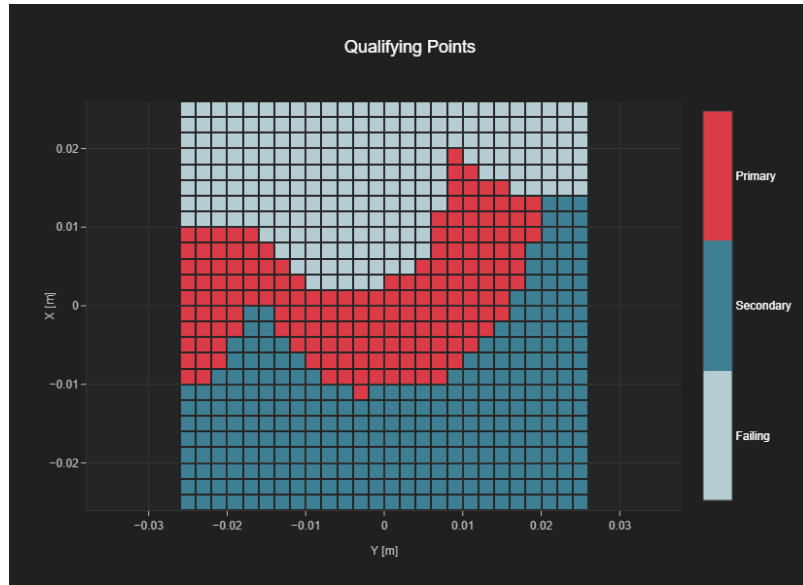 Qualifying Points
Primary
Secondary
Failing
X [m]
0.02
0.01
0
−0.01
−0.02
−0.03
−0.02
−0.01
0
0.01
0.02
0.03
Y [m]